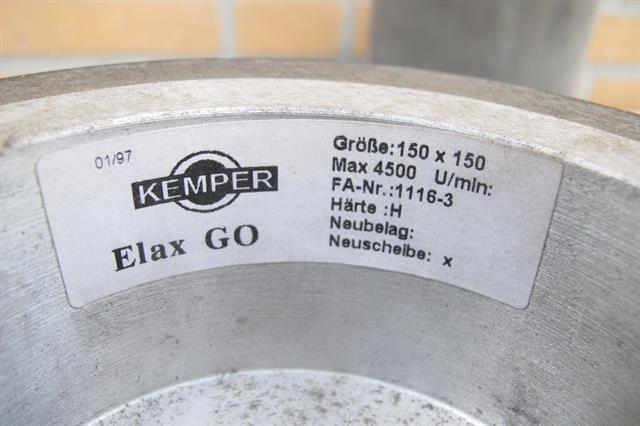 01/97
KEMPER
Elax GO
Größe:150 x 150
Max 4500 U/min:
FA-Nr.:1116-3
Härte :H
Neubelag:
Neuscheibe: x